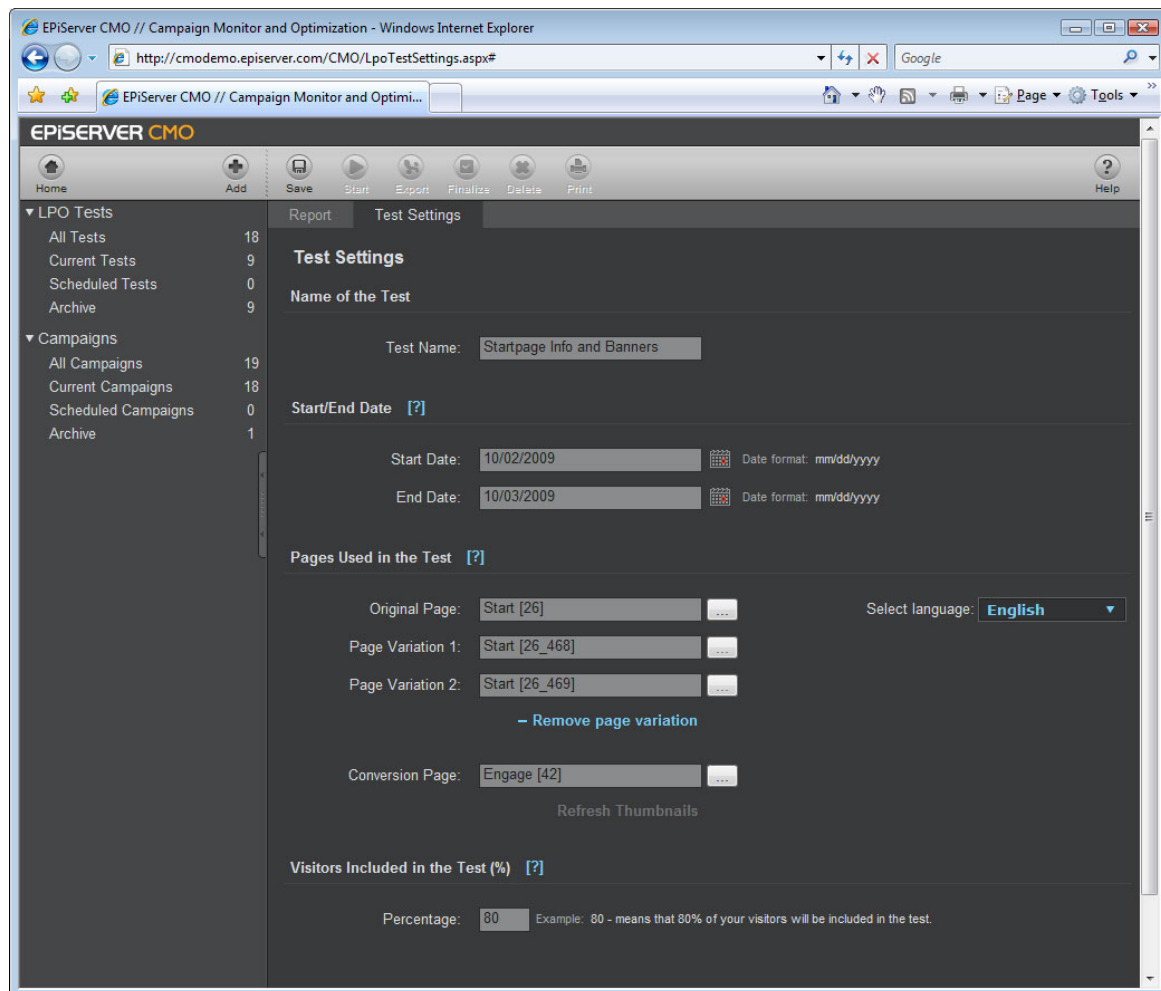 EPiServer CMO // Campaign Monitor and Optimization - Windows Internet Explorer
http://cmodemo.episerver.com/CMO/LpoTestSettings.aspx#
Google
EPiServer CMO // Campaign Monitor and Optimi...
Page
Tools
EPiSERVER CMO
Home
Add
Save
Start
Export
Finalize
Delete
Print
Help
LPO Tests
All Tests 18
Current Tests 9
Scheduled Tests 0
Archive 9
Campaigns
All Campaigns 19
Current Campaigns 18
Scheduled Campaigns 0
Archive 1
Report
Test Settings
Test Settings
Name of the Test
Test Name: Startpage Info and Banners
Start/End Date [?]
Start Date: 10/02/2009 Date format: mm/dd/yyyy
End Date: 10/03/2009 Date format: mm/dd/yyyy
Pages Used in the Test [?]
Original Page: Start [26] ... Select language: English
Page Variation 1: Start [26_468] ...
Page Variation 2: Start [26_469] ...
– Remove page variation
Conversion Page: Engage [42] ...
Refresh Thumbnails
Visitors Included in the Test (%) [?]
Percentage: 80 Example: 80 - means that 80% of your visitors will be included in the test.